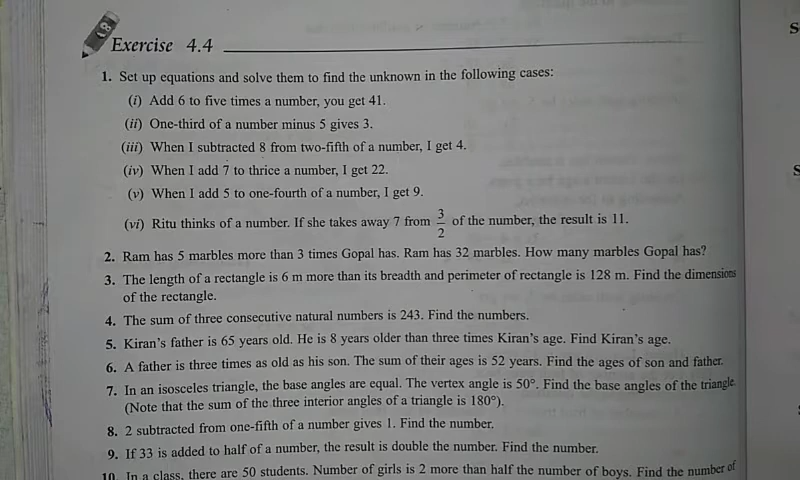 Exercise 4.4
1. Set up equations and solve them to find the unknown in the following cases:
(i) Add 6 to five times a number, you get 41.
(ii) One-third of a number minus 5 gives 3.
(iii) When I subtracted 8 from two-fifth of a number, I get 4.
(iv) When I add 7 to thrice a number, I get 22.
(v) When I add 5 to one-fourth of a number, I get 9.
(vi) Ritu thinks of a number. If she takes away 7 from 3/2 of the number, the result is 11.
2. Ram has 5 marbles more than 3 times Gopal has. Ram has 32 marbles. How many marbles Gopal has?
3. The length of a rectangle is 6 m more than its breadth and perimeter of rectangle is 128 m. Find the dimensions
of the rectangle.
4. The sum of three consecutive natural numbers is 243. Find the numbers.
5. Kiran's father is 65 years old. He is 8 years older than three times Kiran's age. Find Kiran's age.
6. A father is three times as old as his son. The sum of their ages is 52 years. Find the ages of son and father.
7. In an isosceles triangle, the base angles are equal. The vertex angle is 50°. Find the base angles of the triangle.
(Note that the sum of the three interior angles of a triangle is 180°).
8. 2 subtracted from one-fifth of a number gives 1. Find the number.
9. If 33 is added to half of a number, the result is double the number. Find the number.
10. In a class, there are 50 students. Number of girls is 2 more than half the number of boys. Find the number of